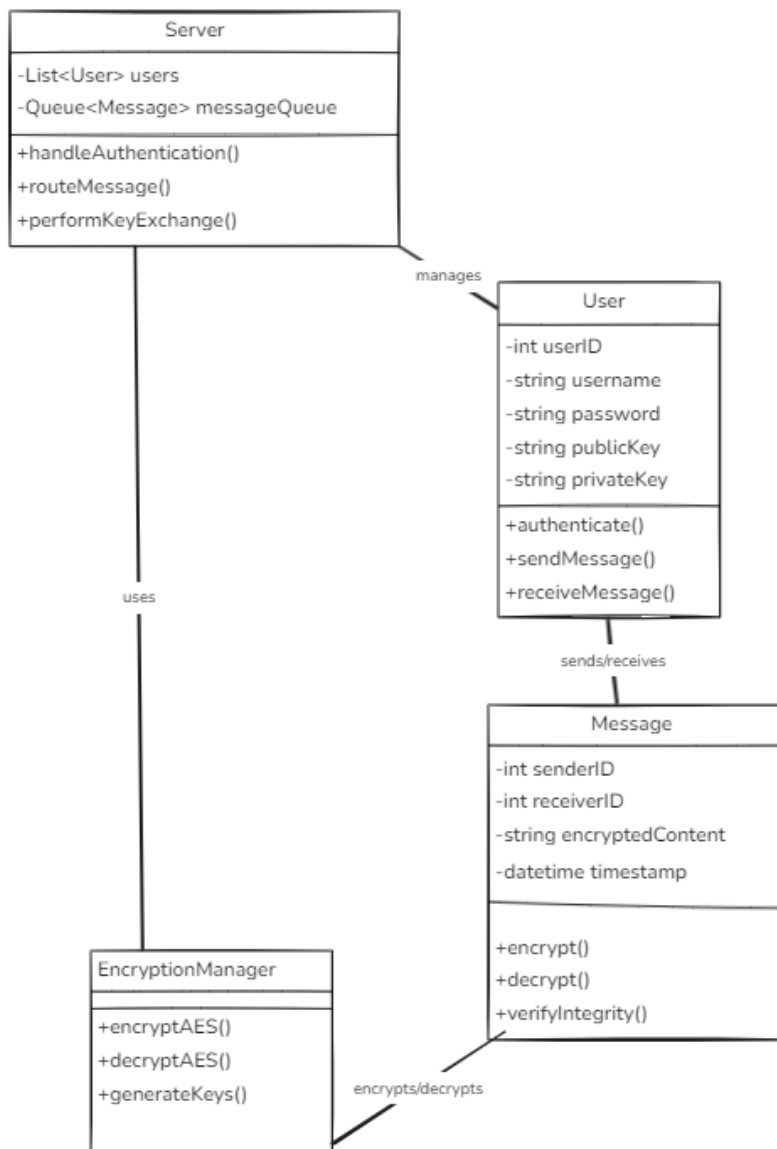 Server
-List<User> users
-Queue<Message> messageQueue
+handleAuthentication()
+routeMessage()
+performKeyExchange()
manages
User
-int userID
-string username
-string password
-string publicKey
-string privateKey
+authenticate()
+sendMessage()
+receiveMessage()
uses
sends/receives
Message
-int senderID
-int receiverID
-string encryptedContent
-datetime timestamp
+encrypt()
+decrypt()
+verifyIntegrity()
EncryptionManager
+encryptAES()
+decryptAES()
+generateKeys()
encrypts/decrypts